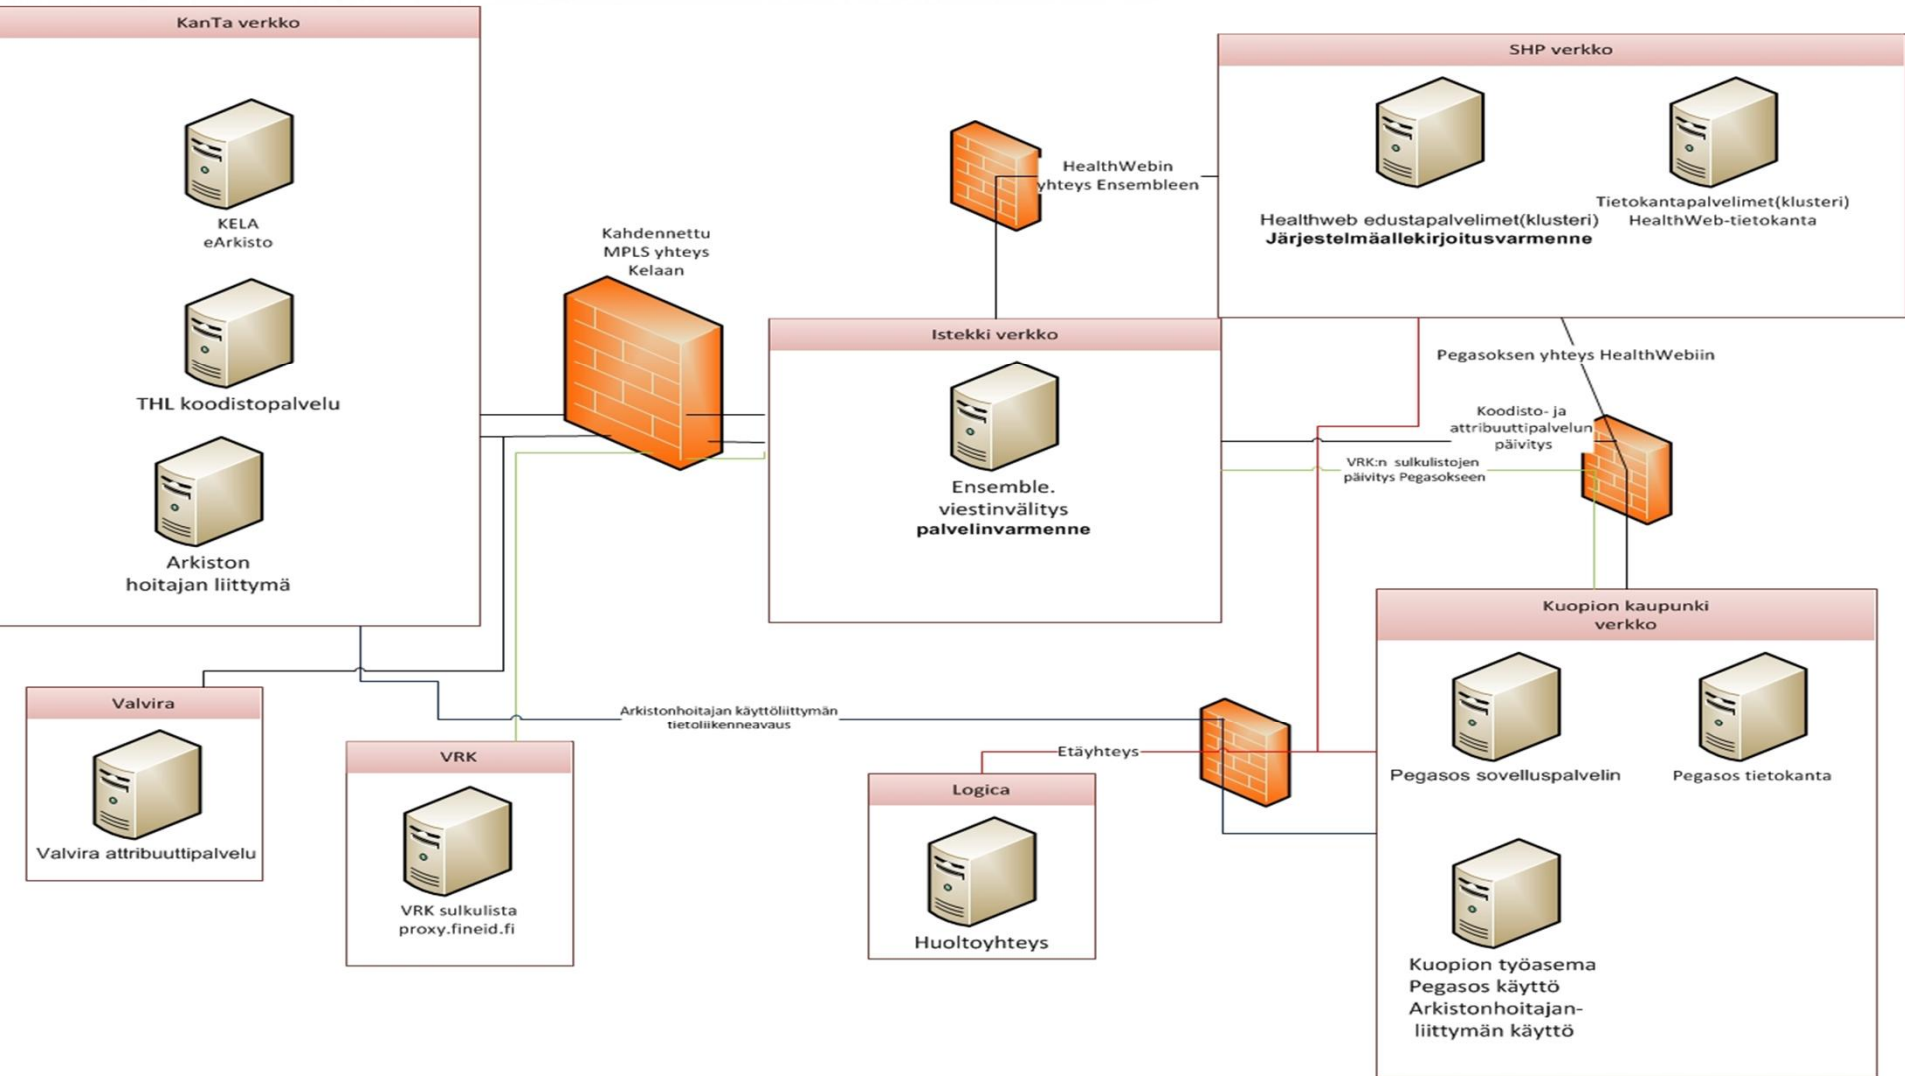 KanTa verkko
KELA
eArkisto
THL koodistopalvelu
Arkiston
hoitajan liittymä
Kahdennettu
MPLS yhteys
Kelaan
HealthWebin
yhteys Ensembleen
SHP verkko
Healthweb edustapalvelimet(klusteri)
Järjestelmäallekirjoitusvarmenne
Tietokantapalvelimet(klusteri)
HealthWeb-tietokanta
Istekki verkko
Ensemble.
viestinvälitys
palvelinvarmenne
Pegasoksen yhteys HealthWebiin
Koodisto- ja
attribuuttipalvelun
päivitys
VRK:n sulkulistojen
päivitys Pegasokseen
Kuopion kaupunki
verkko
Pegasos sovelluspalvelin
Pegasos tietokanta
Kuopion työasema
Pegasos käyttö
Arkistonhoitajan-
liittymän käyttö
Valvira
Valvira attribuuttipalvelu
VRK
VRK sulkulista
proxy.fineid.fi
Arkistonhoitajan käyttöliittymän
tietoliikenneavaus
Etäyhteys
Logica
Huoltoyhteys